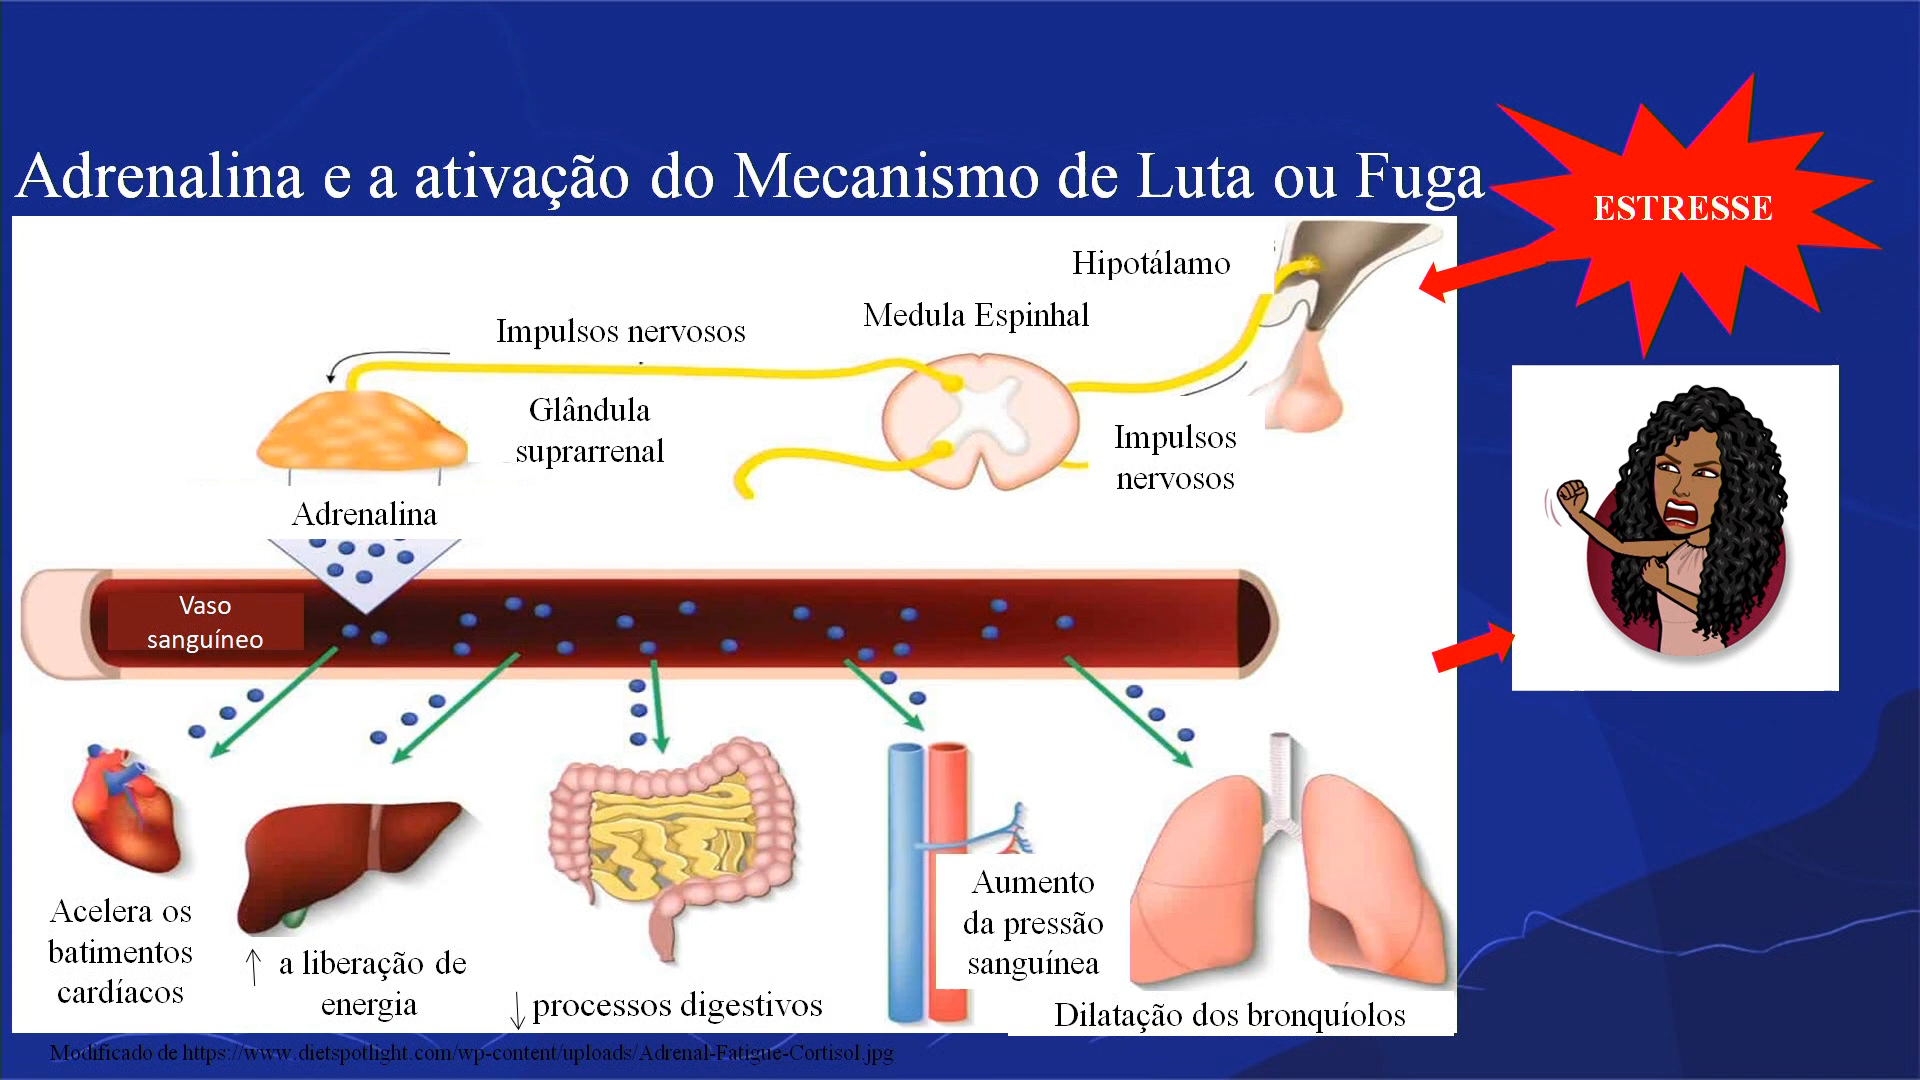 Adrenalina e a ativação do Mecanismo de Luta ou Fuga
ESTRESSE
Hipotálamo
Medula Espinhal
Impulsos nervosos
Glândula
suprarrenal
Impulsos
nervosos
Adrenalina
Vaso
sanguíneo
Acelera os
batimentos
cardíacos
↑ a liberação de
energia
↓ processos digestivos
Aumento
da pressão
sanguínea
Dilatação dos bronquíolos
Modificado de https://www.dietspotlight.com/wp-content/uploads/Adrenal-Fatigue-Cortisol.jpg